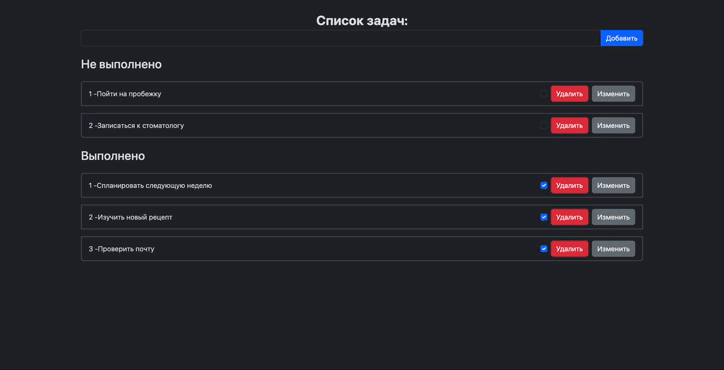 Список задач:
Добавить
Не выполнено
1 -Пойти на пробежку Удалить Изменить
2 -Записаться к стоматологу Удалить Изменить
Выполнено
1 -Спланировать следующую неделю Удалить Изменить
2 -Изучить новый рецепт Удалить Изменить
3 -Проверить почту Удалить Изменить